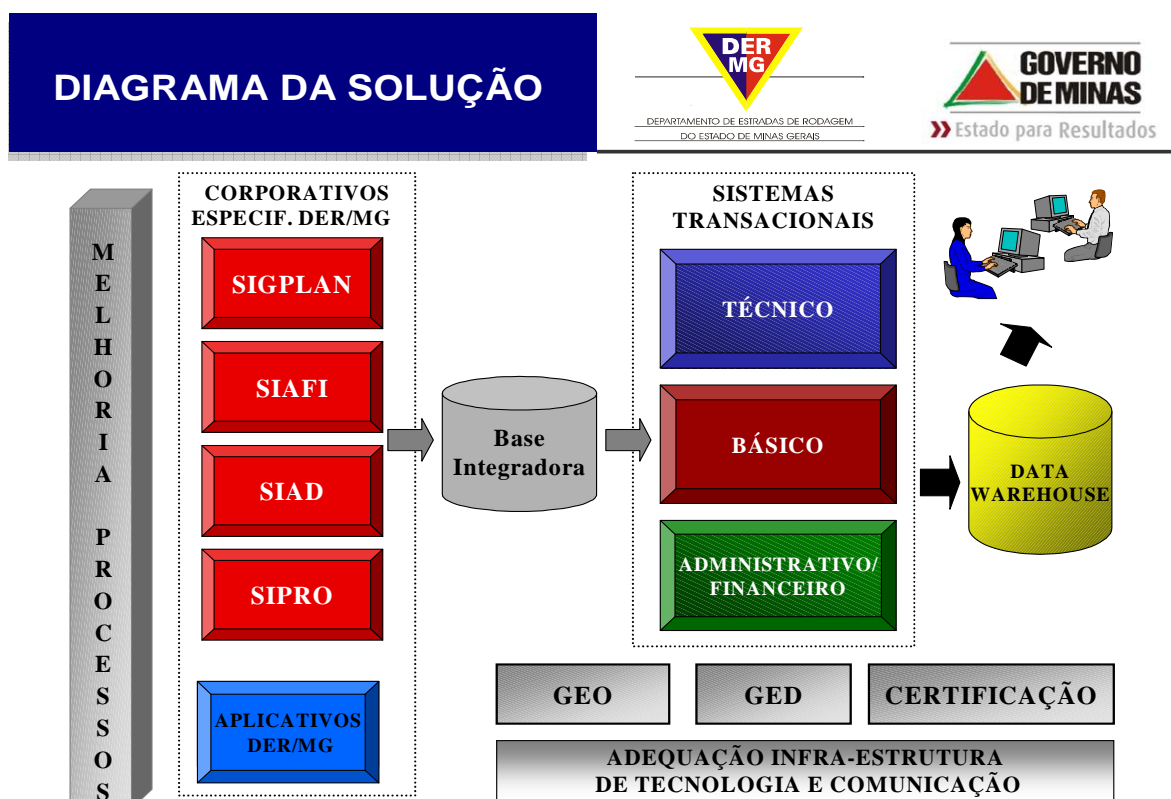 DIAGRAMA DA SOLUÇÃO
DER
MG
DEPARTAMENTO DE ESTRADAS DE RODAGEM
DO ESTADO DE MINAS GERAIS
GOVERNO
DE MINAS
Estado para Resultados
MELHORIA PROCESSOS
CORPORATIVOS
ESPECIF. DER/MG
SIGPLAN
SIAFI
SIAD
SIPRO
APLICATIVOS
DER/MG
Base
Integradora
SISTEMAS
TRANSACIONAIS
TÉCNICO
BÁSICO
ADMINISTRATIVO/
FINANCEIRO
DATA
WAREHOUSE
GEO
GED
CERTIFICAÇÃO
ADEQUAÇÃO INFRA-ESTRUTURA
DE TECNOLOGIA E COMUNICAÇÃO